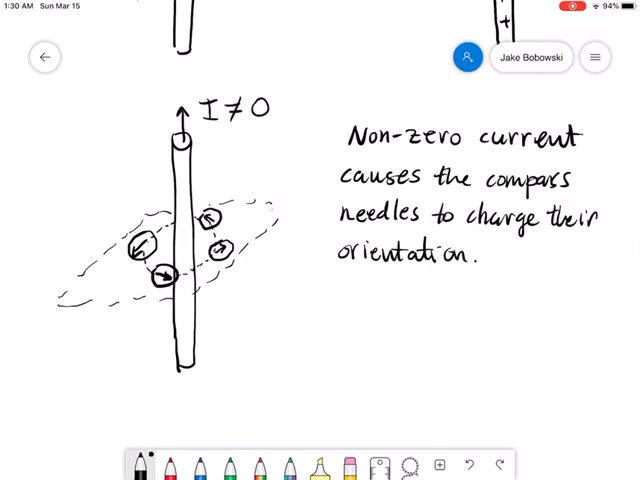 1:30 AM Sun Mar 15
94%
+
Jake Bobowski
I ≠ 0
Non-zero current
causes the compass
needles to charge their
orientation.